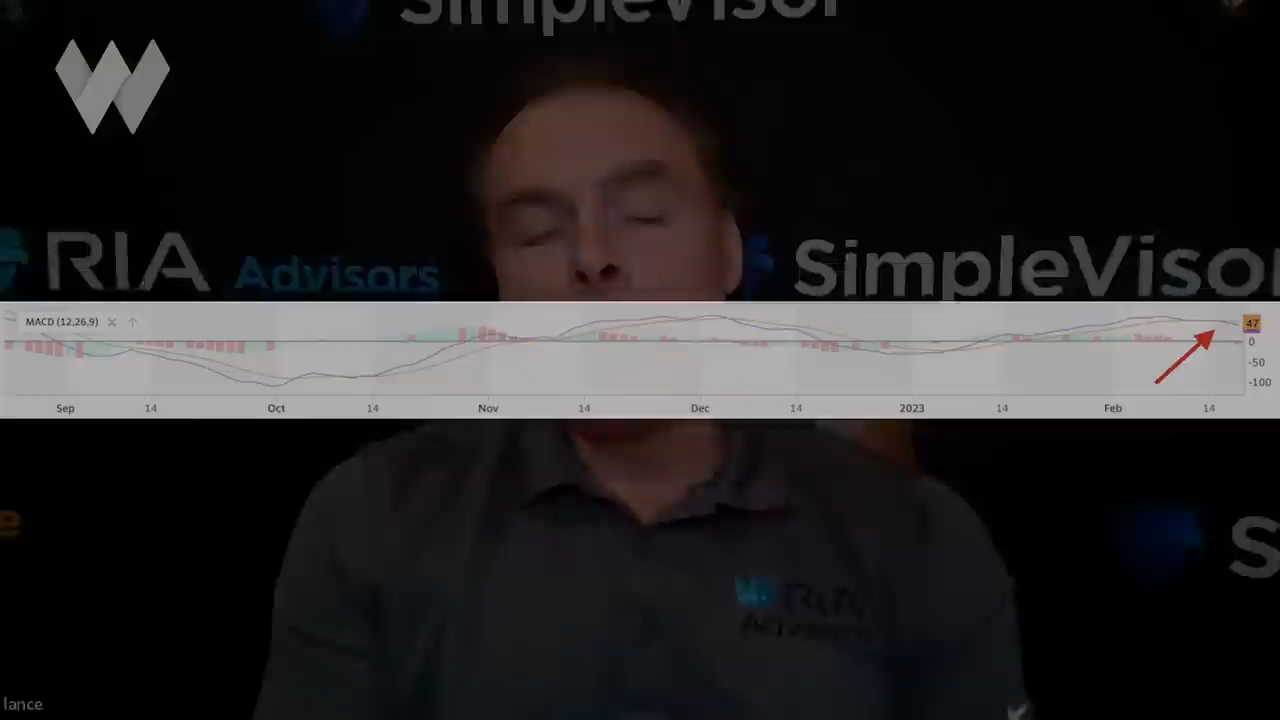 SimpleVisor
RIA Advisors
SimpleVisor
MACD (12,26,9)
47
0
-50
-100
Sep 14 Oct 14 Nov 14 Dec 14 2023 14 Feb 14
e
S
RIA
Advisors
lance